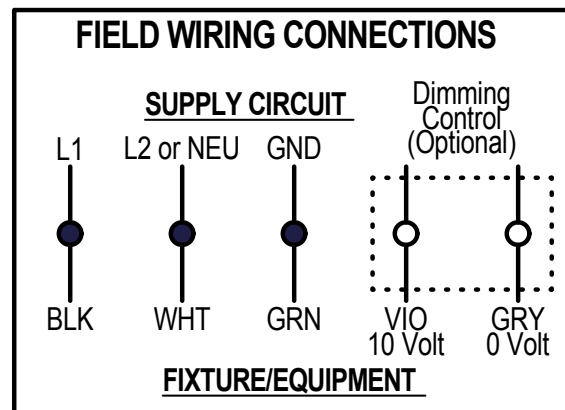 FIELD WIRING CONNECTIONS
SUPPLY CIRCUIT
Dimming
Control
(Optional)
L1
L2 or NEU
GND
BLK
WHT
GRN
VIO
10 Volt
GRY
0 Volt
FIXTURE/EQUIPMENT